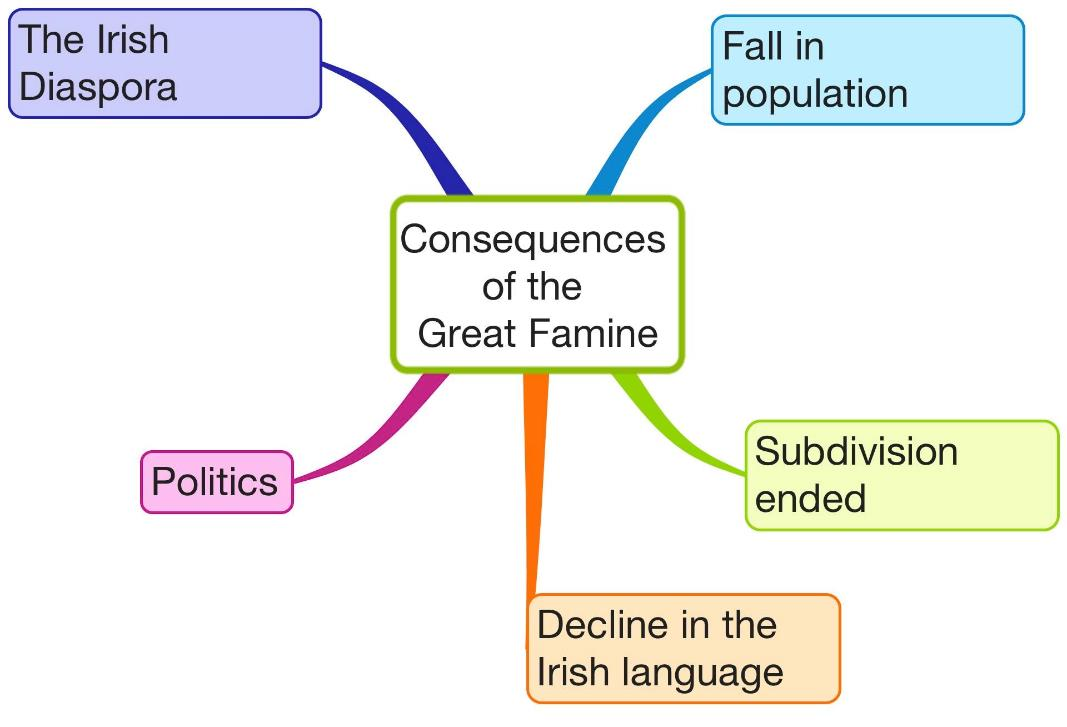 The Irish
Diaspora
Fall in
population
Consequences
of the
Great Famine
Politics
Subdivision
ended
Decline in the
Irish language